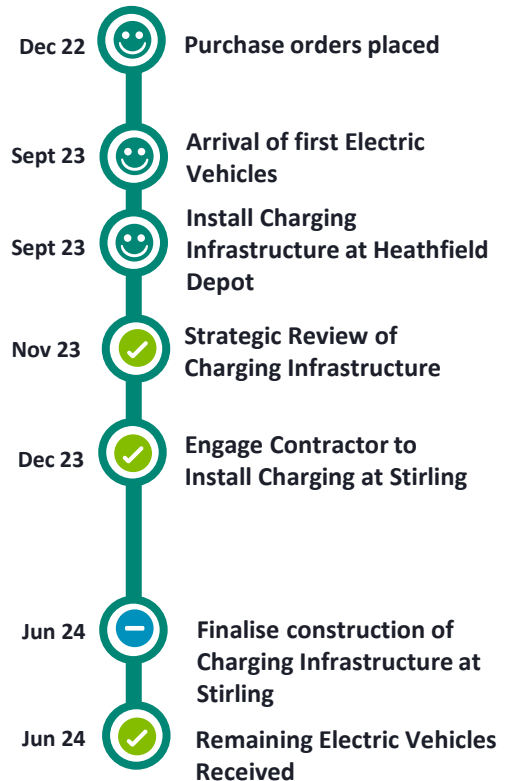 Dec 22
Purchase orders placed
Sept 23
Arrival of first Electric
Vehicles
Sept 23
Install Charging
Infrastructure at Heathfield
Depot
Nov 23
Strategic Review of
Charging Infrastructure
Dec 23
Engage Contractor to
Install Charging at Stirling
Jun 24
Finalise construction of
Charging Infrastructure at
Stirling
Jun 24
Remaining Electric Vehicles
Received